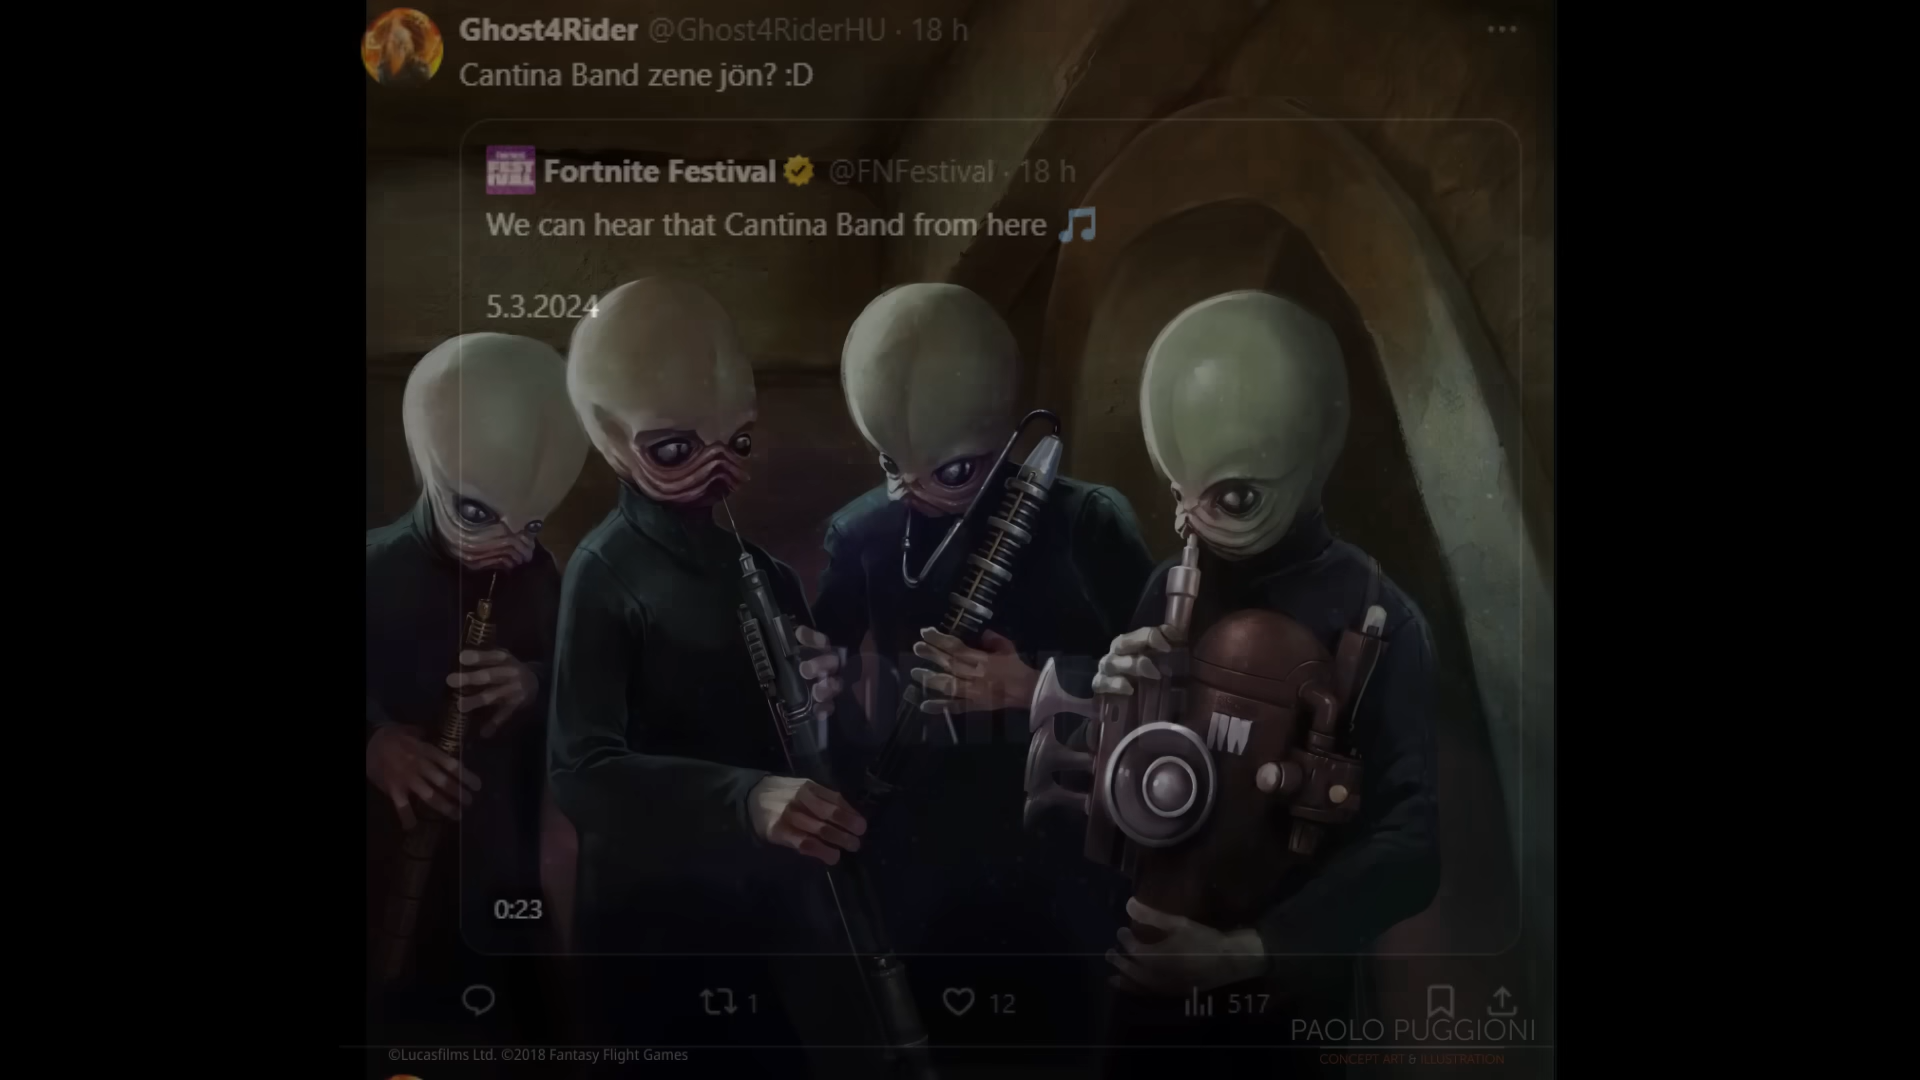 Ghost4Rider @Ghost4RiderHU · 18 h
Cantina Band zene jön? :D
FEST
Fortnite Festival @FNFestival · 18 h
We can hear that Cantina Band from here 🎵
5.3.2024
0:23
1 12 517
PAOLO PUGGIONI
CONCEPT ART & ILLUSTRATION
©Lucasfilms Ltd. ©2018 Fantasy Flight Games